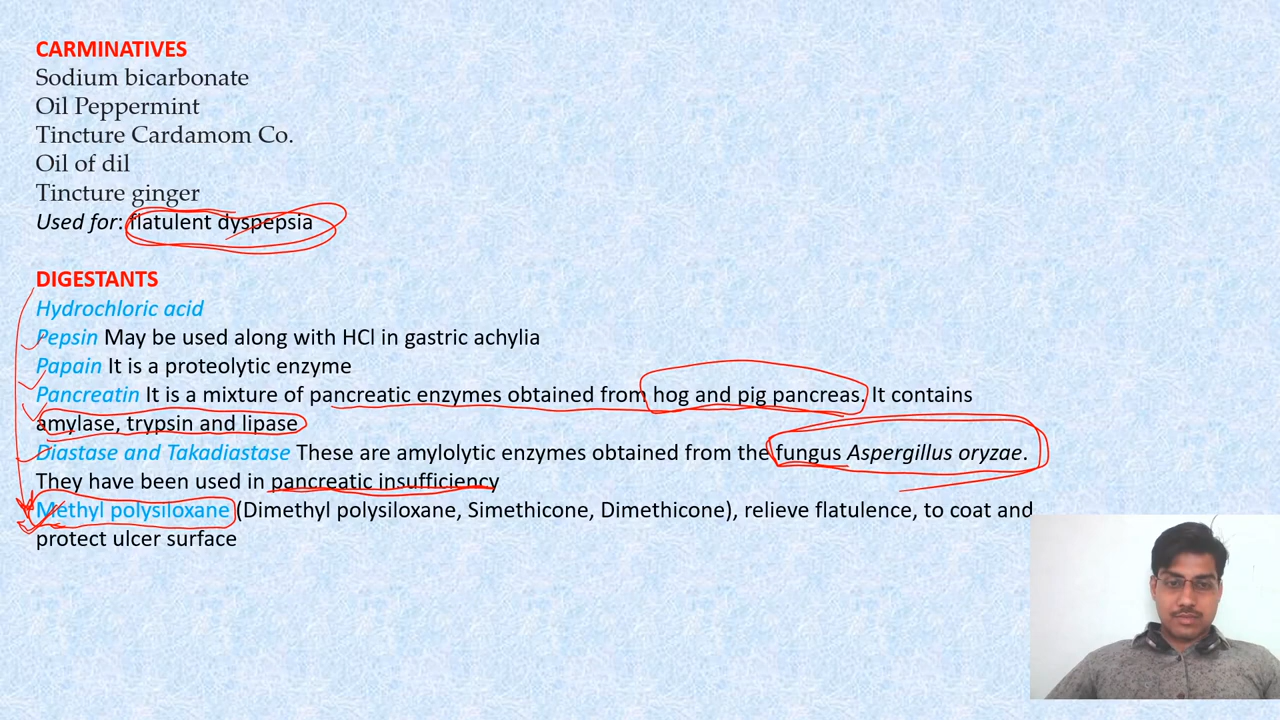 CARMINATIVES
Sodium bicarbonate
Oil Peppermint
Tincture Cardamom Co.
Oil of dil
Tincture ginger
Used for: flatulent dyspepsia
DIGESTANTS
Hydrochloric acid
Pepsin May be used along with HCl in gastric achylia
Papain It is a proteolytic enzyme
Pancreatin It is a mixture of pancreatic enzymes obtained from hog and pig pancreas. It contains
amylase, trypsin and lipase
Diastase and Takadiastase These are amylolytic enzymes obtained from the fungus Aspergillus oryzae.
They have been used in pancreatic insufficiency
Methyl polysiloxane (Dimethyl polysiloxane, Simethicone, Dimethicone), relieve flatulence, to coat and
protect ulcer surface